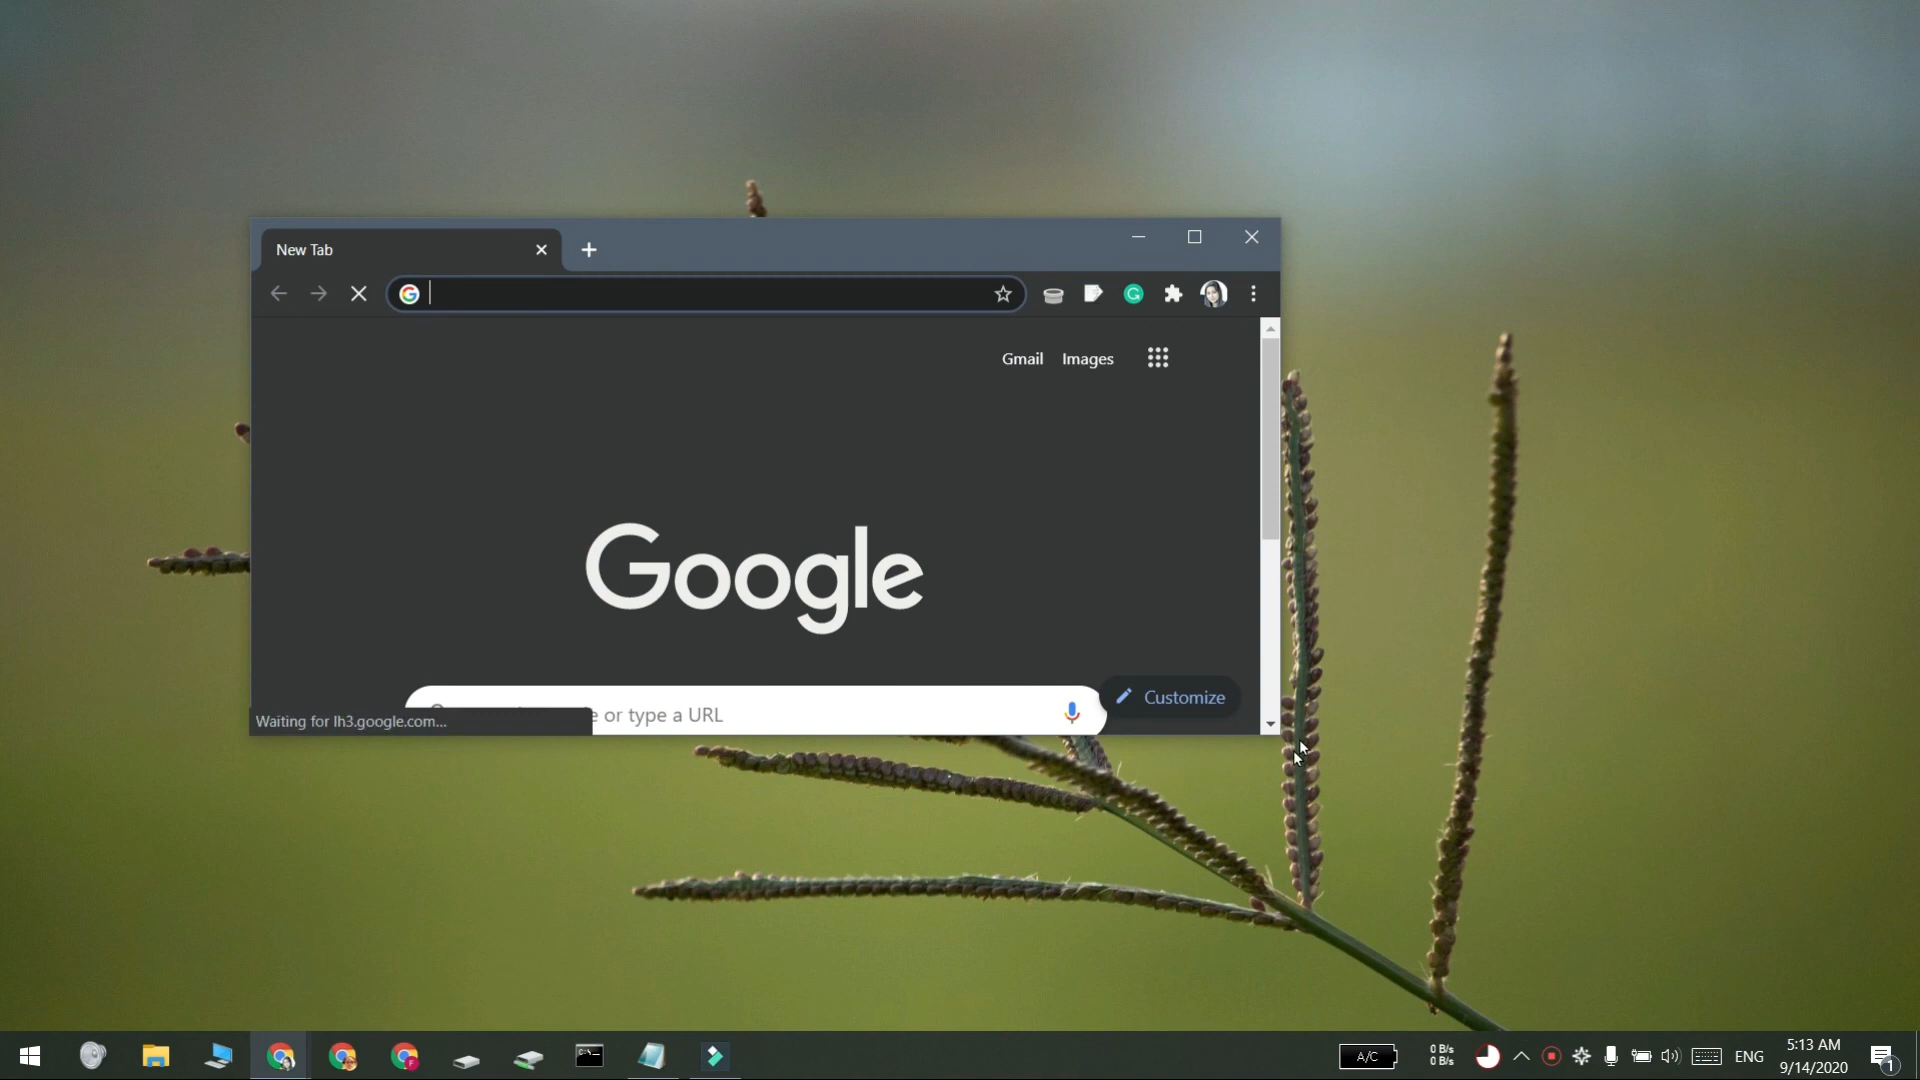 New Tab
Gmail Images
Google
e or type a URL
Customize
Waiting for lh3.google.com...
A/C
0 B/s
0 B/s
ENG
5:13 AM
9/14/2020
1